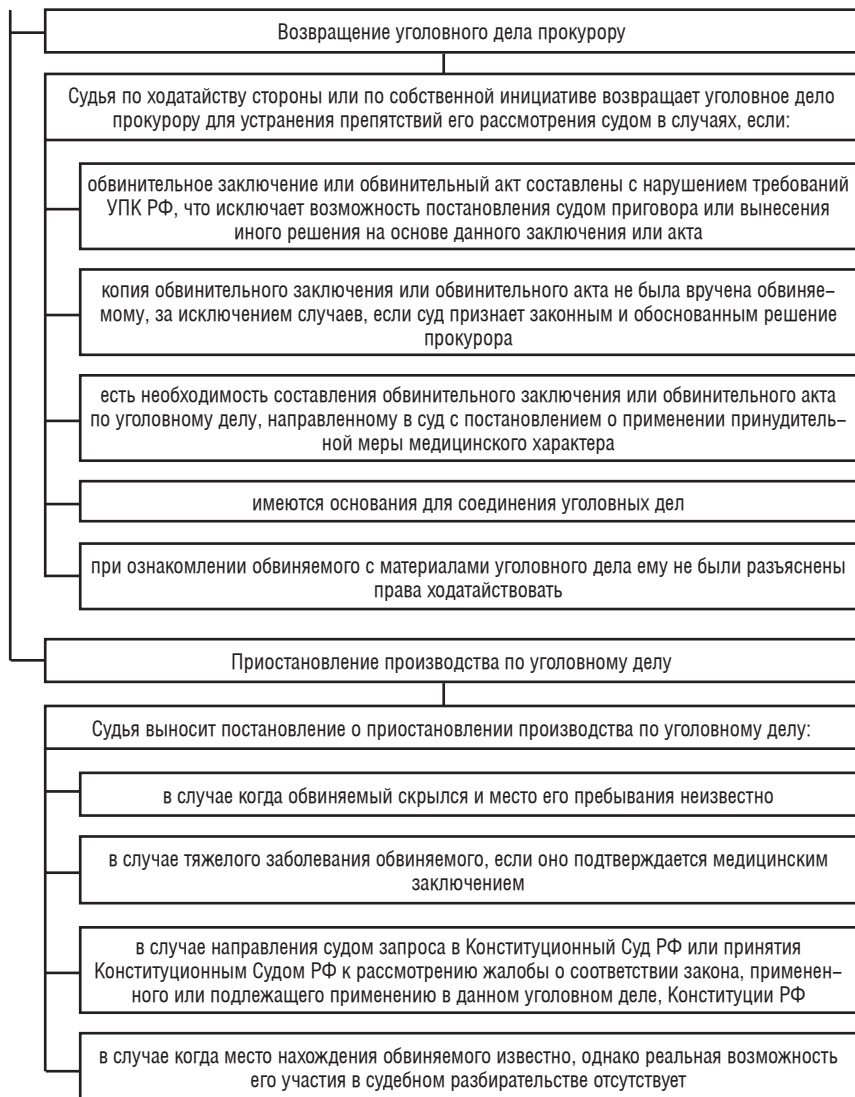 Возвращение уголовного дела прокурору
Судья по ходатайству стороны или по собственной инициативе возвращает уголовное дело
прокурору для устранения препятствий его рассмотрения судом в случаях, если:
обвинительное заключение или обвинительный акт составлены с нарушением требований
УПК РФ, что исключает возможность постановления судом приговора или вынесения
иного решения на основе данного заключения или акта
копия обвинительного заключения или обвинительного акта не была вручена обвиняе-
мому, за исключением случаев, если суд признает законным и обоснованным решение
прокурора
есть необходимость составления обвинительного заключения или обвинительного акта
по уголовному делу, направленному в суд с постановлением о применении принудитель-
ной меры медицинского характера
имеются основания для соединения уголовных дел
при ознакомлении обвиняемого с материалами уголовного дела ему не были разъяснены
права ходатайствовать
Приостановление производства по уголовному делу
Судья выносит постановление о приостановлении производства по уголовному делу:
в случае когда обвиняемый скрылся и место его пребывания неизвестно
в случае тяжелого заболевания обвиняемого, если оно подтверждается медицинским
заключением
в случае направления судом запроса в Конституционный Суд РФ или принятия
Конституционным Судом РФ к рассмотрению жалобы о соответствии закона, применен-
ного или подлежащего применению в данном уголовном деле, Конституции РФ
в случае когда место нахождения обвиняемого известно, однако реальная возможность
его участия в судебном разбирательстве отсутствует